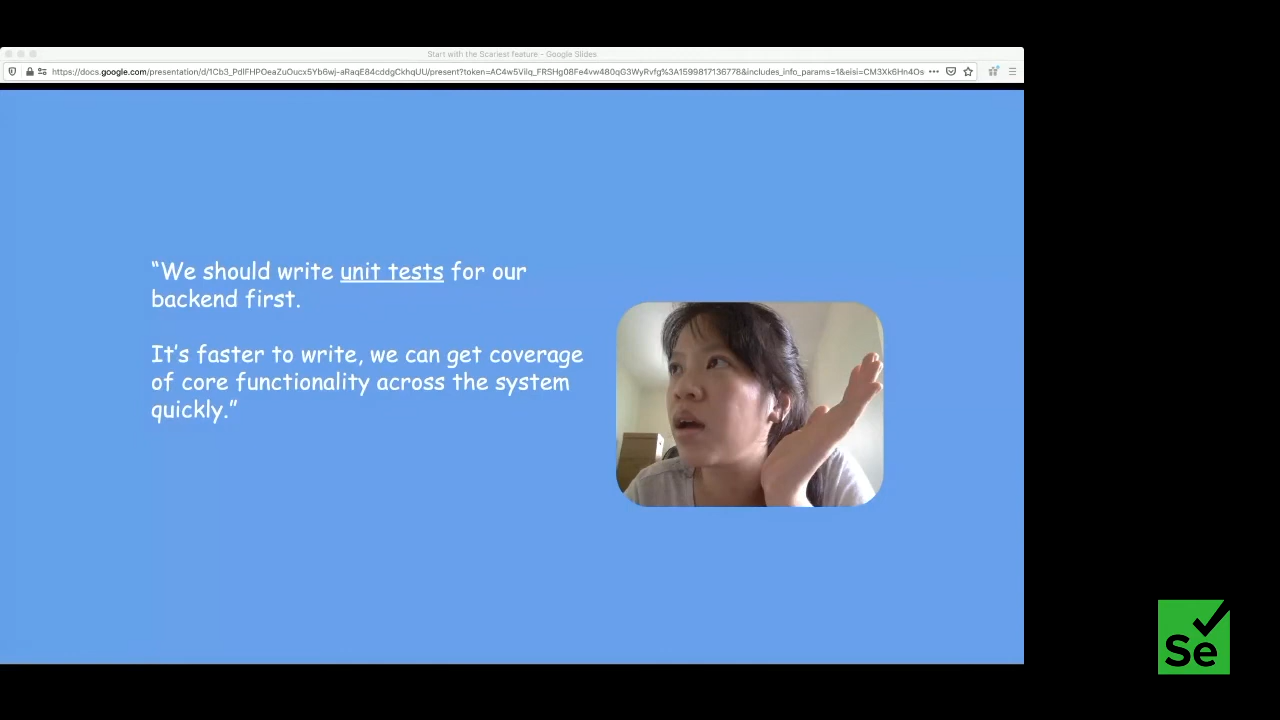 Start with the Scariest feature - Google Slides
“We should write unit tests for our
backend first.
It’s faster to write, we can get coverage
of core functionality across the system
quickly.”
Se